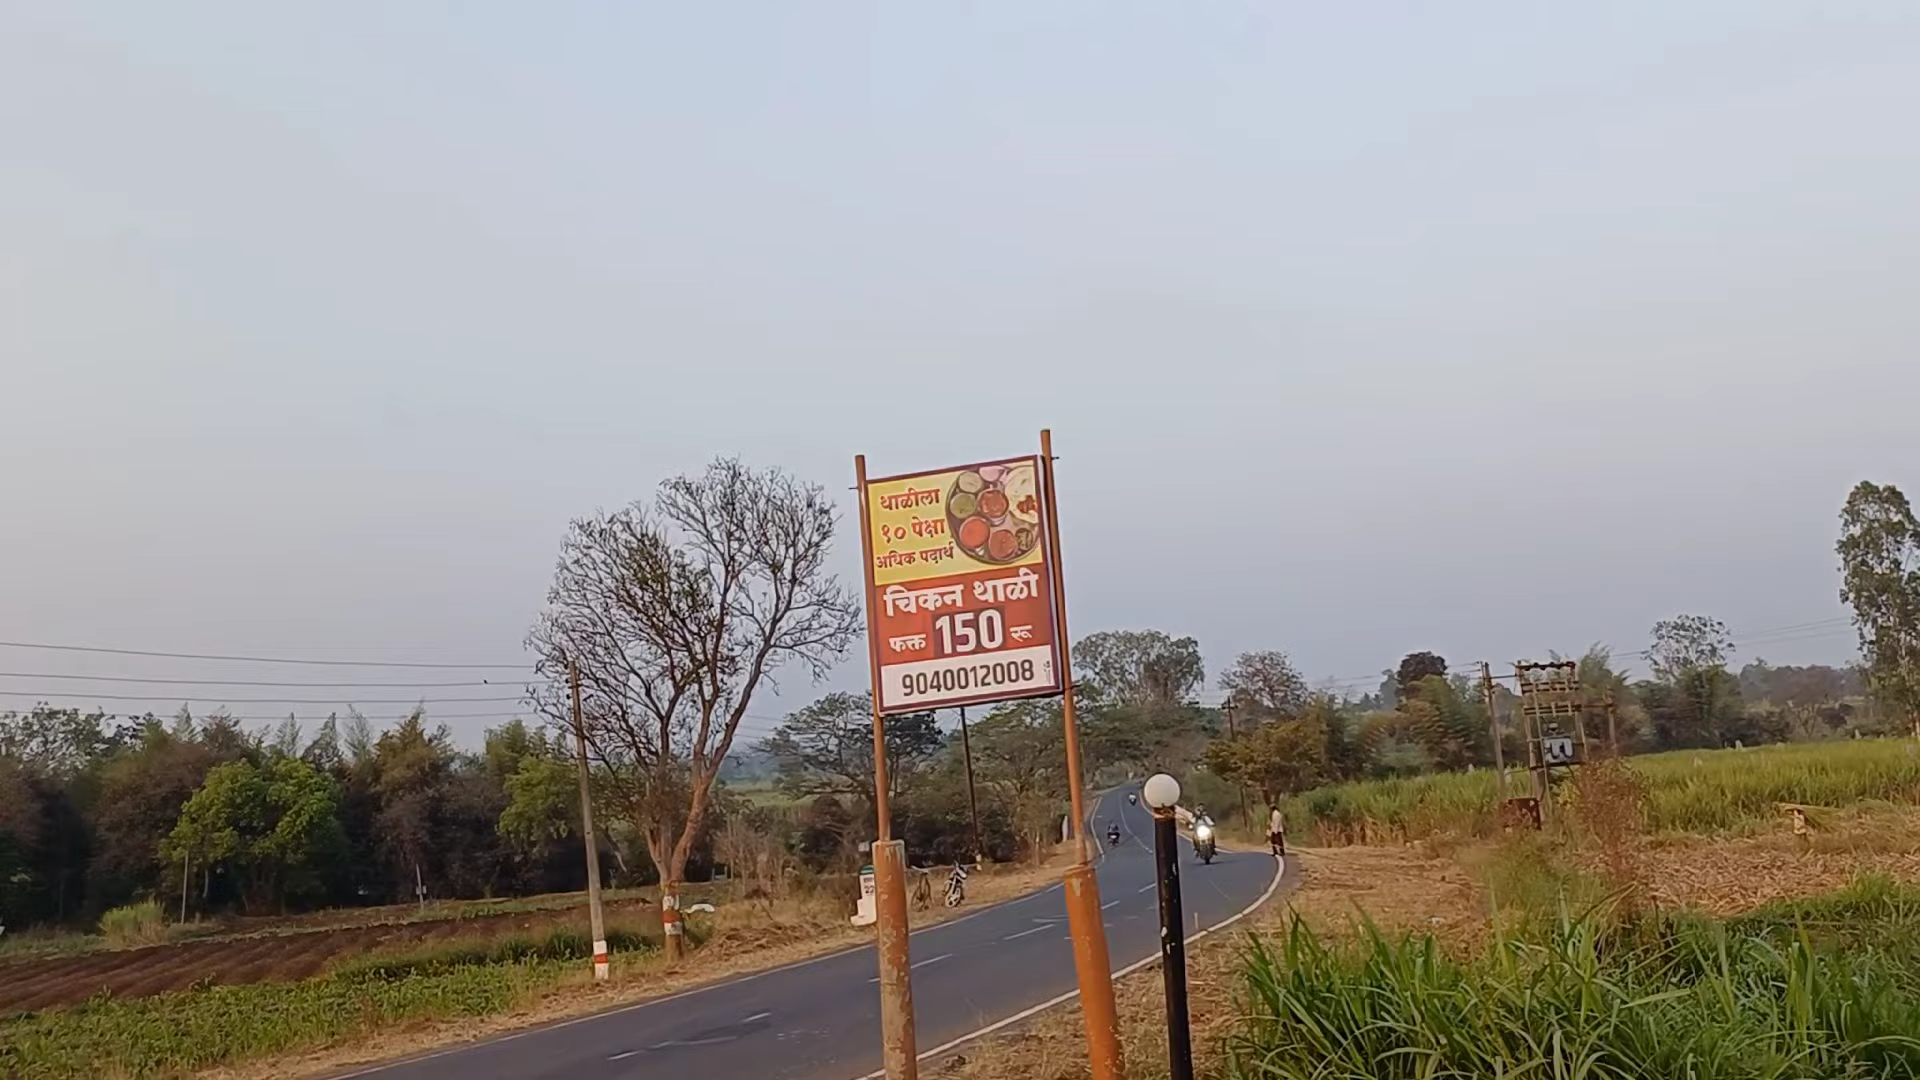 थाळीला
१० पेक्षा
अधिक पदार्थ
चिकन थाळी
फक्त 150 रू
9040012008